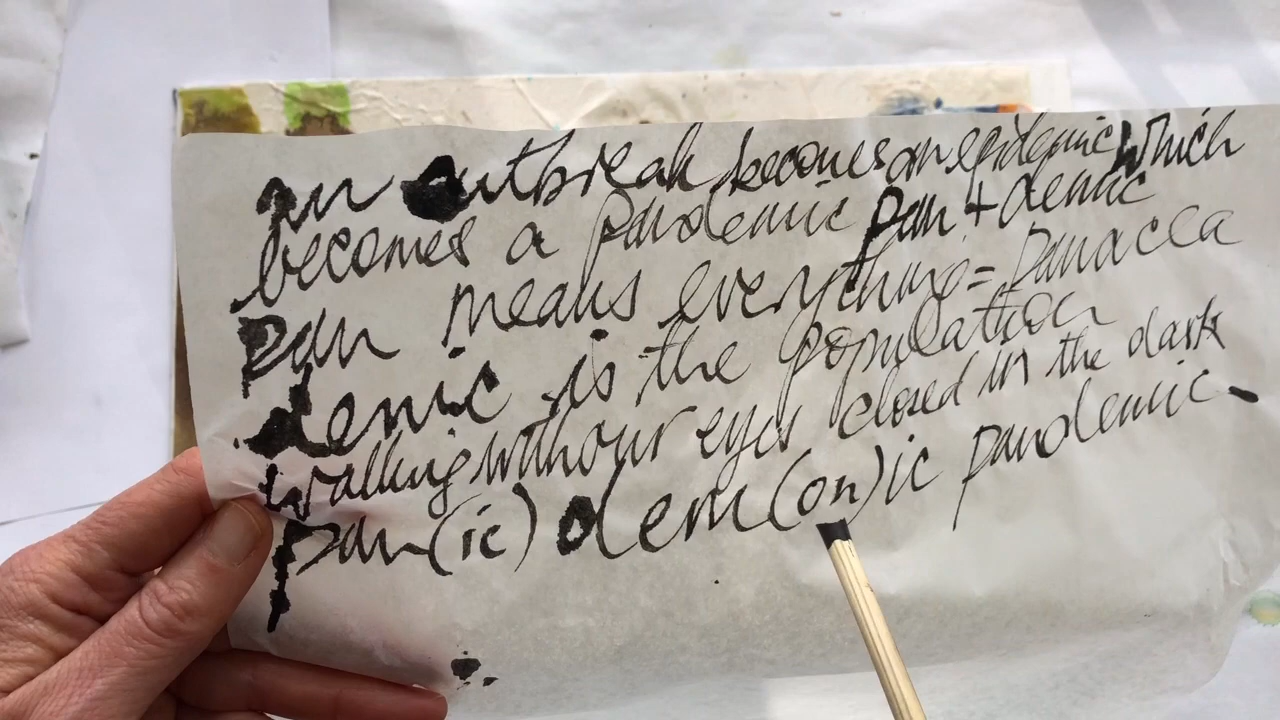 an outbreak becomes an epidemic which
becomes a pandemic pan + demic
pan means everything = panacea
demic is the population
walking with our eyes closed in the dark
pan(ic) dem(on)ic pandemic